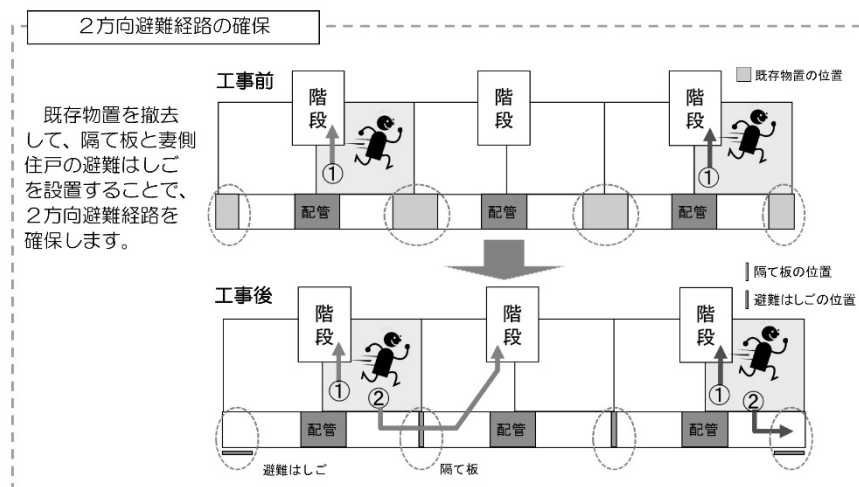 ２方向避難経路の確保
既存物置を撤去
して、隔て板と妻側
住戸の避難はしご
を設置することで、
２方向避難経路を
確保します。
工事前
既存物置の位置
階段
階段
階段
①
①
配管
配管
配管
隔て板の位置
避難はしごの位置
工事後
階段
階段
階段
①
②
①
②
配管
配管
配管
避難はしご
隔て板